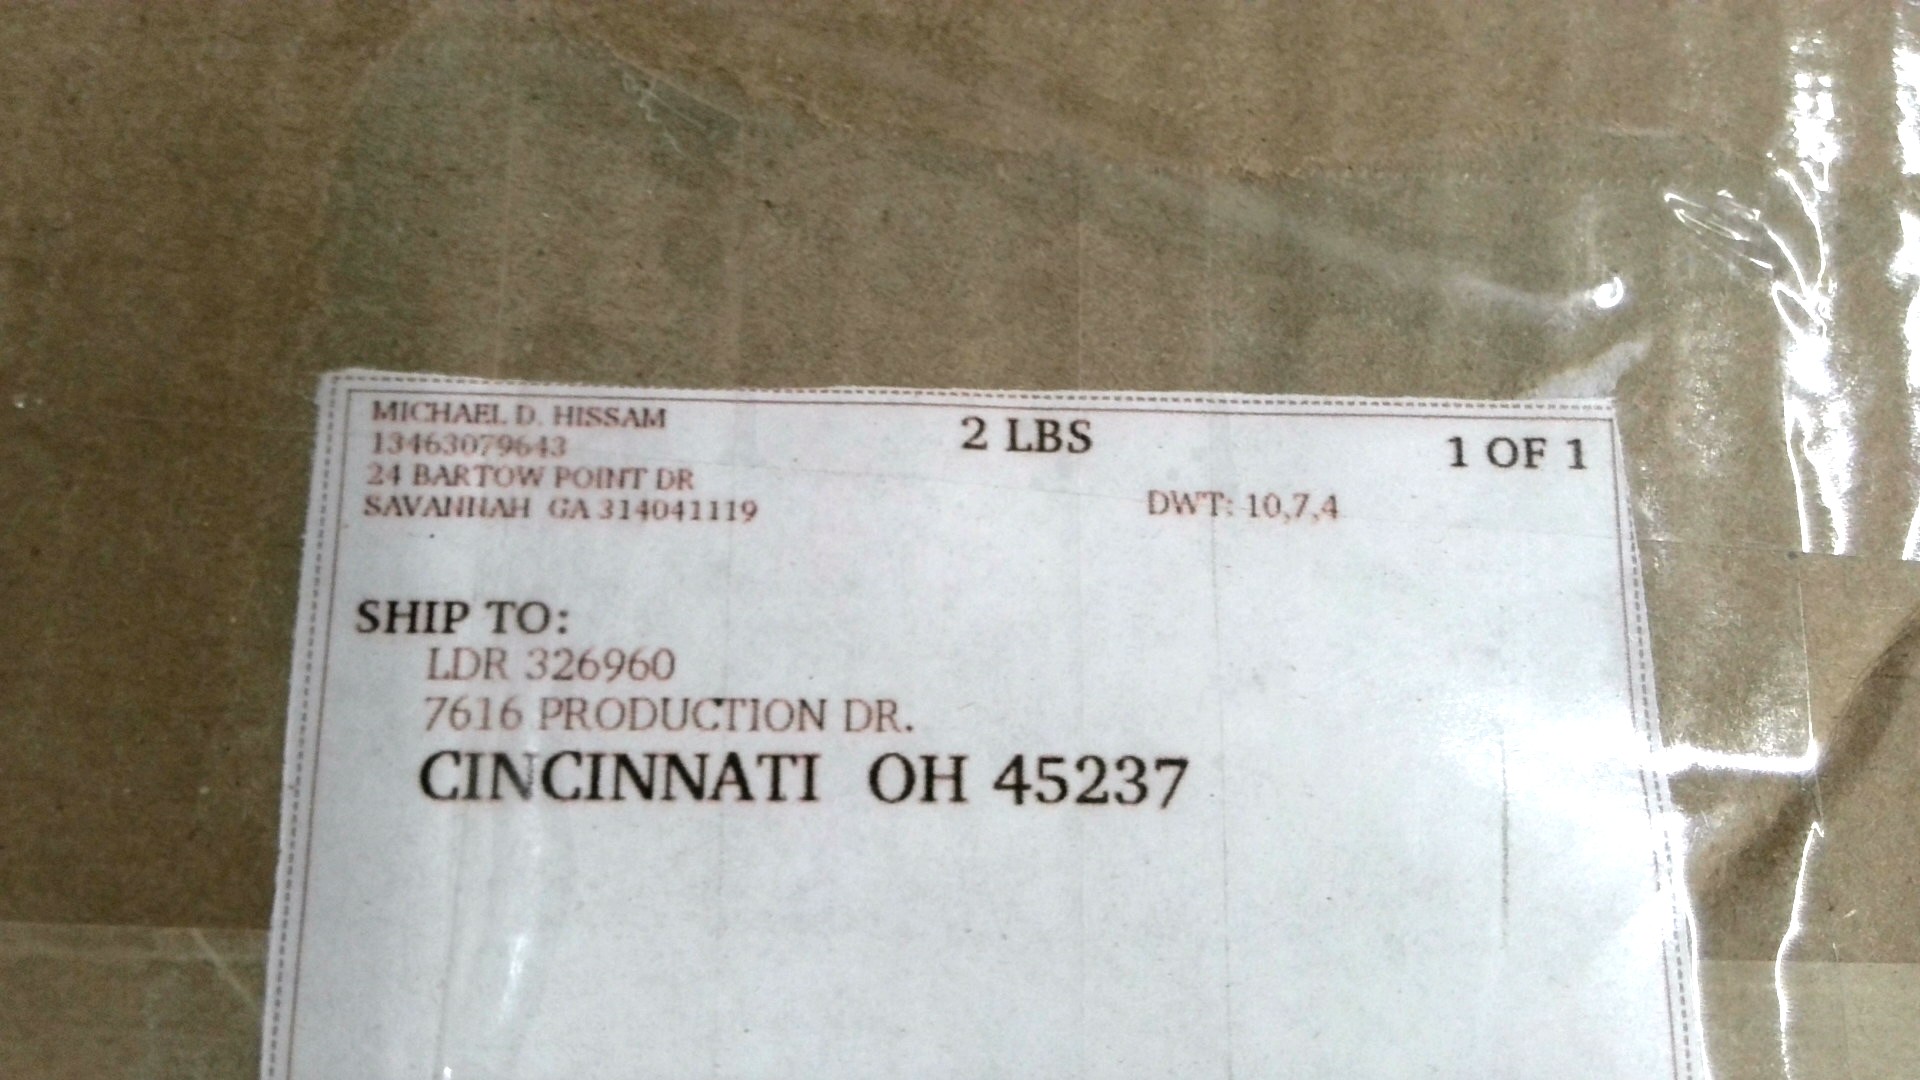 MICHAEL D. HISSAM
13463079643
24 BARTOW POINT DR
SAVANNAH GA 314041119
2 LBS
1 OF 1
DWT: 10,7,4
SHIP TO:
LDR 326960
7616 PRODUCTION DR.
CINCINNATI OH 45237